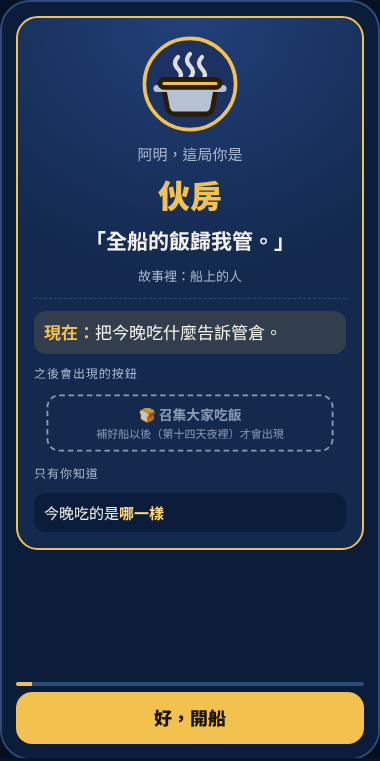 阿明，這局你是
伙房
「全船的飯歸我管。」
故事裡：船上的人
現在：把今晚吃什麼告訴管倉。
之後會出現的按鈕
召集大家吃飯
補好船以後（第十四天夜裡）才會出現
只有你知道
今晚吃的是哪一樣
好，開船